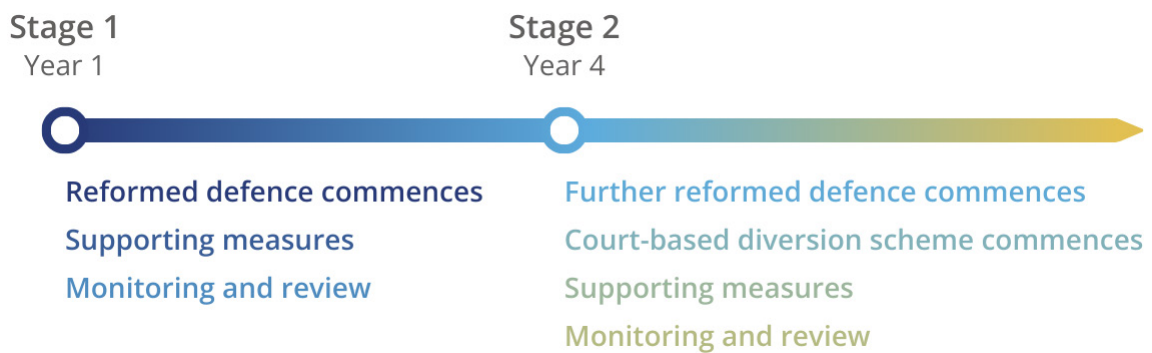 Stage 1
Year 1
Reformed defence commences
Supporting measures
Monitoring and review
Stage 2
Year 4
Further reformed defence commences
Court-based diversion scheme commences
Supporting measures
Monitoring and review